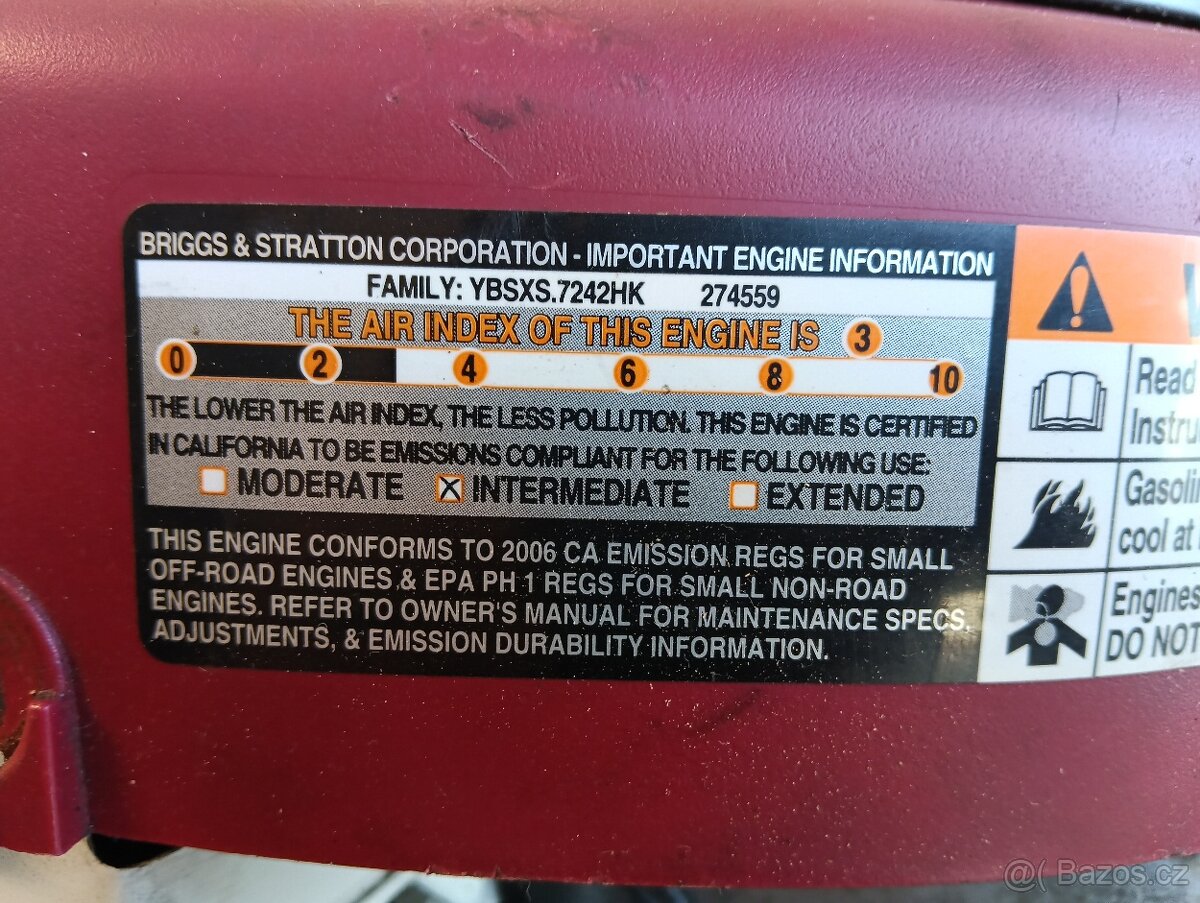 BRIGGS & STRATTON CORPORATION - IMPORTANT ENGINE INFORMATION
FAMILY: YBSXS.7242HK 274559
THE AIR INDEX OF THIS ENGINE IS 3
0 2 4 6 8 10
THE LOWER THE AIR INDEX, THE LESS POLLUTION. THIS ENGINE IS CERTIFIED
IN CALIFORNIA TO BE EMISSIONS COMPLIANT FOR THE FOLLOWING USE:
MODERATE INTERMEDIATE EXTENDED
THIS ENGINE CONFORMS TO 2006 CA EMISSION REGS FOR SMALL
OFF-ROAD ENGINES & EPA PH 1 REGS FOR SMALL NON-ROAD
ENGINES. REFER TO OWNER'S MANUAL FOR MAINTENANCE SPECS,
ADJUSTMENTS, & EMISSION DURABILITY INFORMATION.
Read
cool at
Engines
DO NOT
@( Bazos.cz